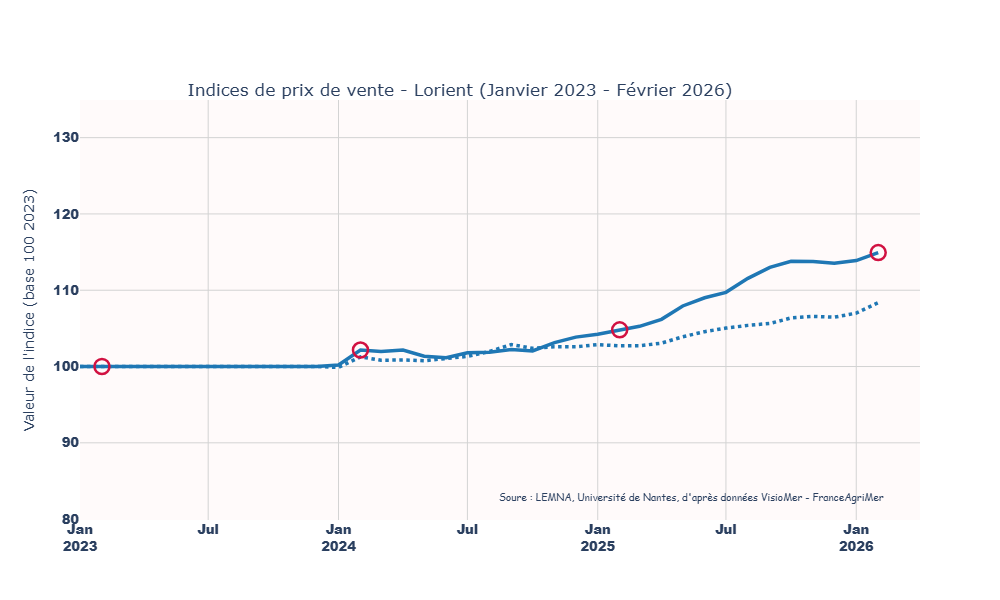 Indices de prix de vente - Lorient (Janvier 2023 - Février 2026)
Valeur de l'indice (base 100 2023)
130
120
110
100
90
80
Soure : LEMNA, Université de Nantes, d'après données VisioMer - FranceAgriMer
Jan Jul Jan Jul Jan Jul Jan
2023 2024 2025 2026